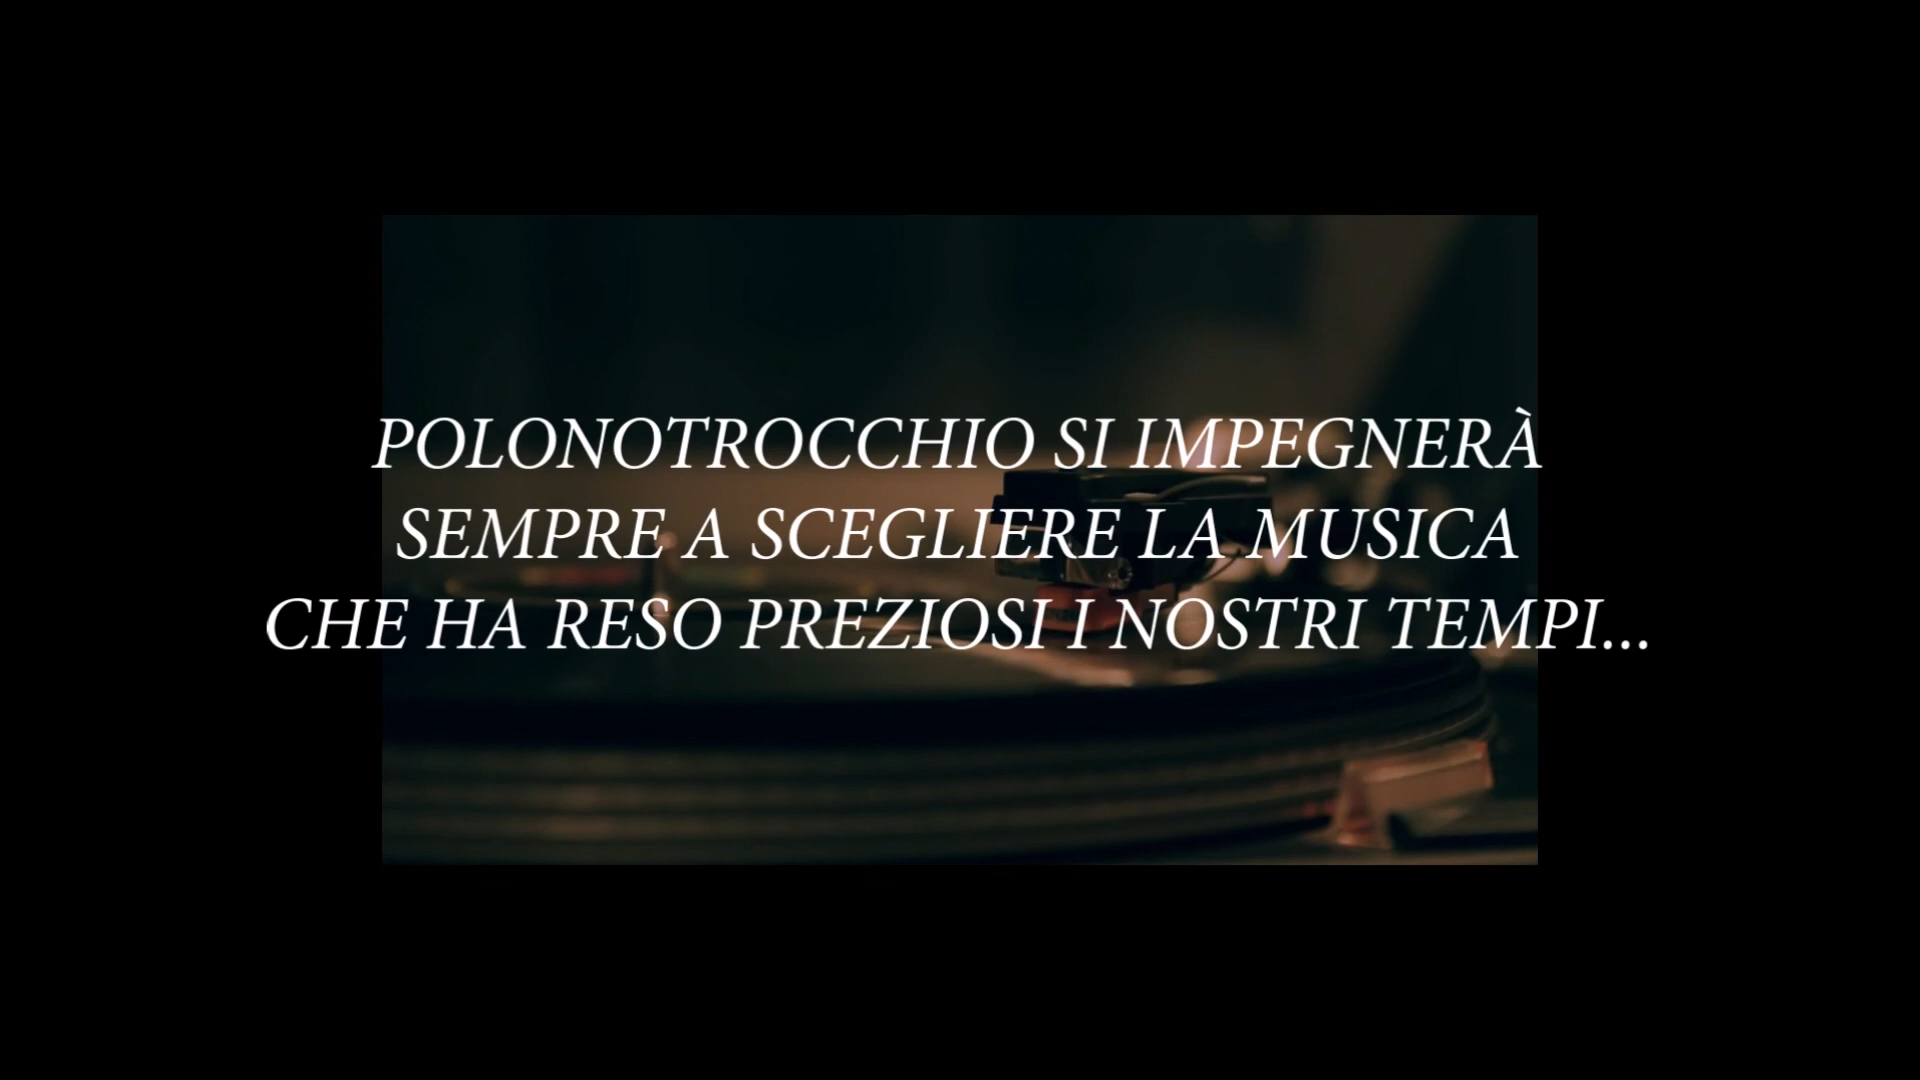 POLONOTROCCHIO SI IMPEGNERÀ
SEMPRE A SCEGLIERE LA MUSICA
CHE HA RESO PREZIOSI I NOSTRI TEMPI...